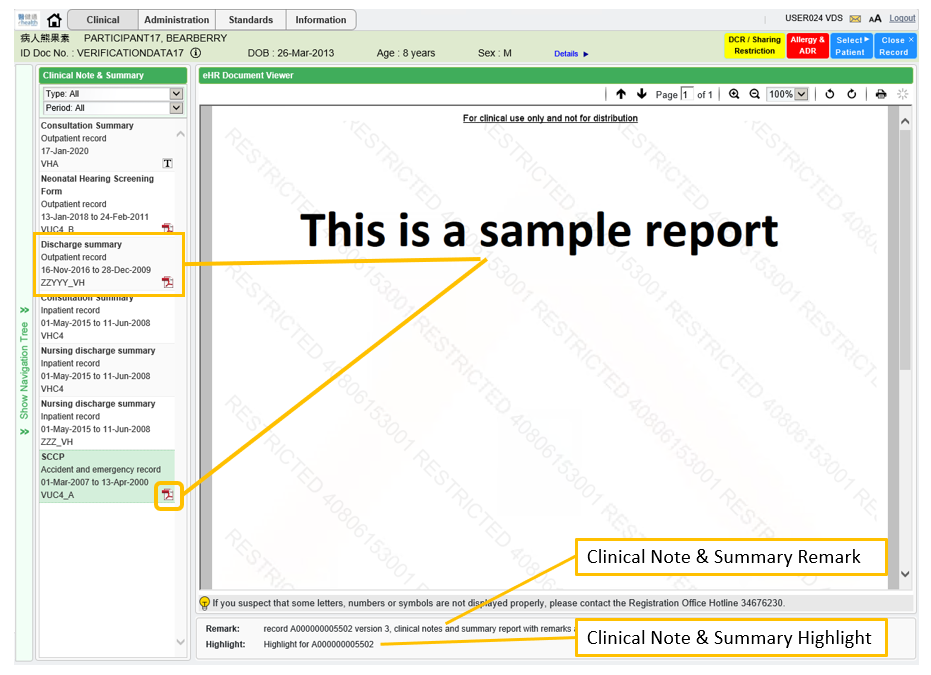 醫健通
eHealth
Clinical
Administration
Standards
Information
USER024 VDS
AA
Logout
病人熊果素 PARTICIPANT17, BEARBERRY
ID Doc No. : VERIFICATIONDATA17
DOB : 26-Mar-2013
Age : 8 years
Sex : M
Details
DCR / Sharing
Restriction
Allergy &
ADR
Select
Patient
Close ×
Record
Clinical Note & Summary
Type: All
Period: All
Consultation Summary
Outpatient record
17-Jan-2020
VHA
T
Neonatal Hearing Screening
Form
Outpatient record
13-Jan-2018 to 24-Feb-2011
VUC4_B
Discharge summary
Outpatient record
16-Nov-2016 to 28-Dec-2009
ZZYYY_VH
Consultation Summary
Inpatient record
01-May-2015 to 11-Jun-2008
VHC4
Nursing discharge summary
Inpatient record
01-May-2015 to 11-Jun-2008
VHC4
Nursing discharge summary
Inpatient record
01-May-2015 to 11-Jun-2008
ZZZ_VH
SCCP
Accident and emergency record
01-Mar-2007 to 13-Apr-2000
VUC4_A
Show Navigation Tree
eHR Document Viewer
Page 1 of 1
100%
For clinical use only and not for distribution
This is a sample report
RESTRICTED 40806153001 RESTRICTED 40806153001
Clinical Note & Summary Remark
If you suspect that some letters, numbers or symbols are not displayed properly, please contact the Registration Office Hotline 34676230.
Remark: record A000000005502 version 3, clinical notes and summary report with remarks
Highlight: Highlight for A000000005502
Clinical Note & Summary Highlight